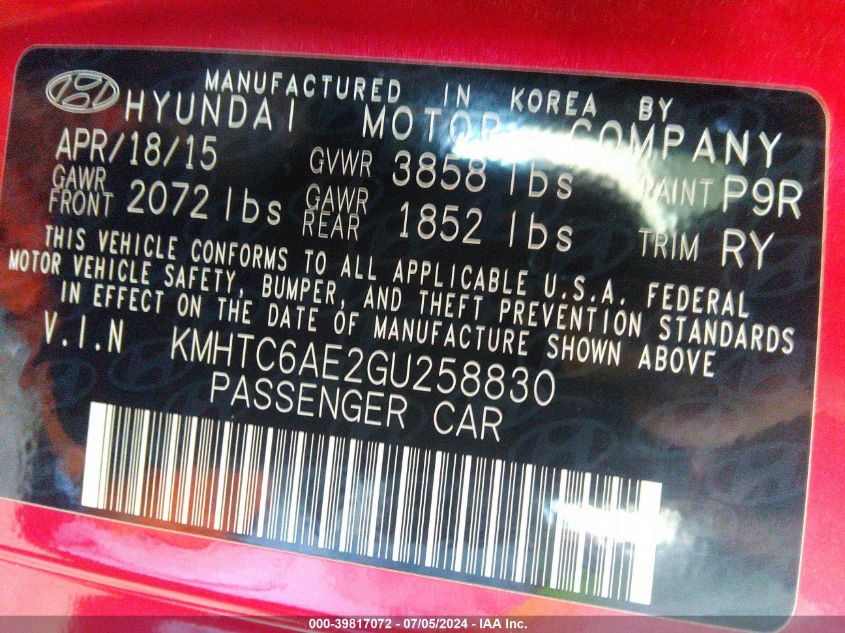 MANUFACTURED IN KOREA BY
HYUNDAI MOTOR COMPANY
APR/18/15 GVWR 3858 lbs PAINT P9R
GAWR FRONT 2072 lbs GAWR REAR 1852 lbs TRIM RY
THIS VEHICLE CONFORMS TO ALL APPLICABLE U.S.A. FEDERAL
MOTOR VEHICLE SAFETY, BUMPER, AND THEFT PREVENTION STANDARDS
IN EFFECT ON THE DATE OF MANUFACTURE SHOWN ABOVE
V.I.N KMHTC6AE2GU258830
PASSENGER CAR
000-39817072 - 07/05/2024 - IAA Inc.